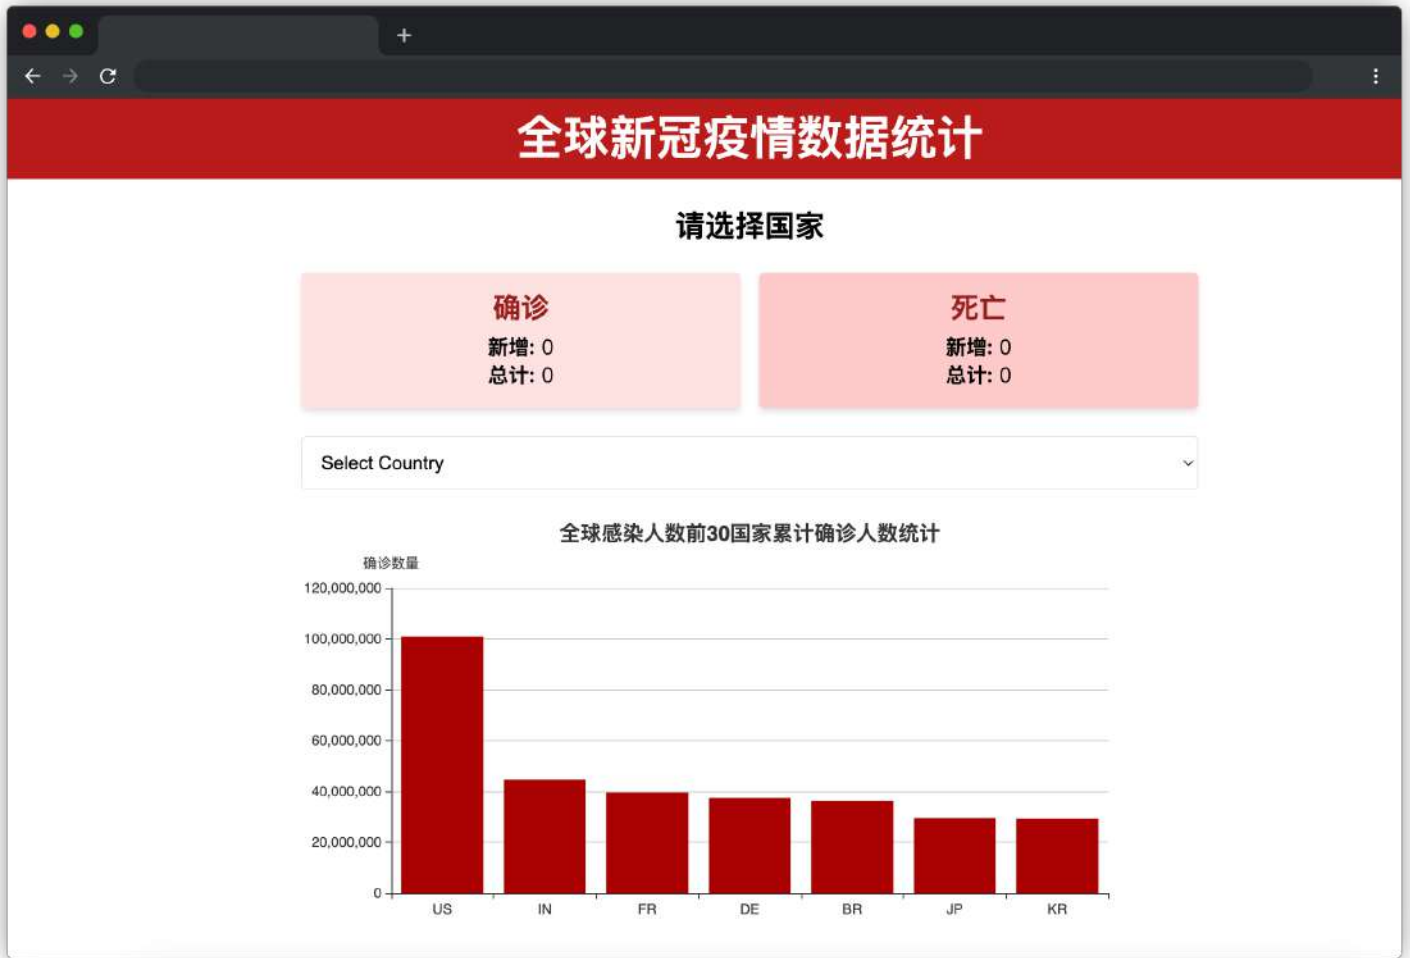 全球新冠疫情数据统计
请选择国家
确诊
新增: 0
总计: 0
死亡
新增: 0
总计: 0
Select Country
全球感染人数前30国家累计确诊人数统计
确诊数量
120,000,000
100,000,000
80,000,000
60,000,000
40,000,000
20,000,000
0
US IN FR DE BR JP KR